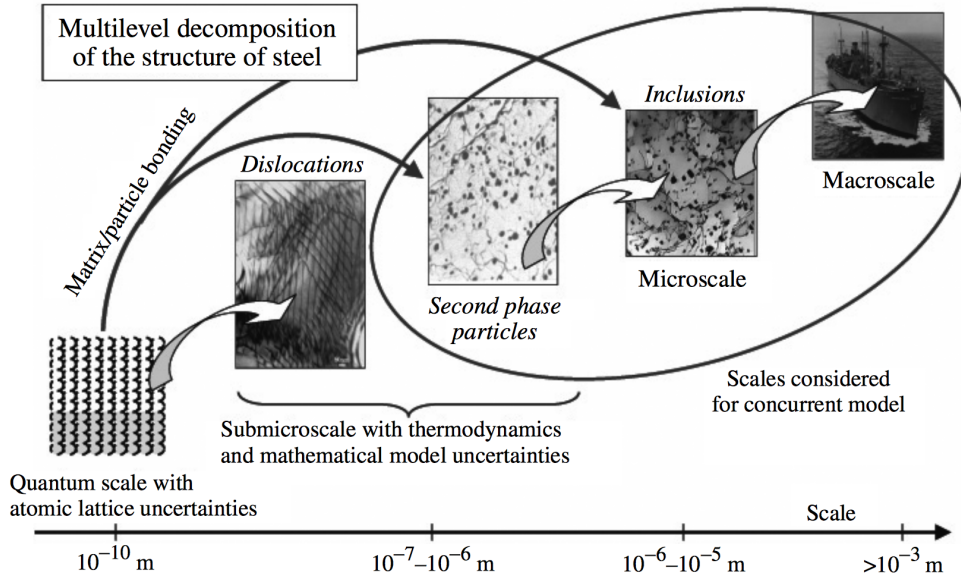 Multilevel decomposition
of the structure of steel
Matrix/particle bonding
Dislocations
Inclusions
Macroscale
Microscale
Second phase
particles
Scales considered
for concurrent model
Submicroscale with thermodynamics
and mathematical model uncertainties
Quantum scale with
atomic lattice uncertainties
Scale
10⁻¹⁰ m
10⁻⁷–10⁻⁶ m
10⁻⁶–10⁻⁵ m
>10⁻³ m